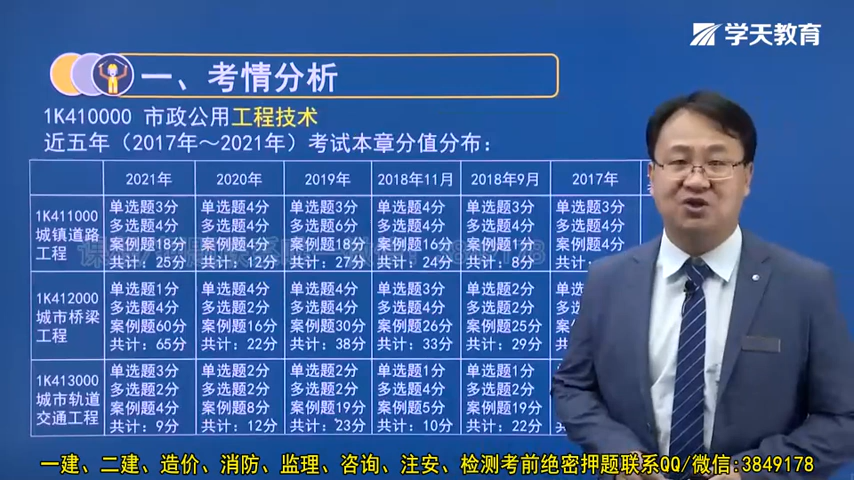 学天教育
一、考情分析
1K410000 市政公用工程技术
近五年（2017年～2021年）考试本章分值分布：
2021年 2020年 2019年 2018年11月 2018年9月 2017年
1K411000
城镇道路
工程
单选题3分 单选题4分 单选题3分 单选题4分 单选题3分 单选题3分
多选题4分 多选题4分 多选题6分 多选题4分 多选题4分 多选题4分
案例题18分 案例题4分 案例题18分 案例题16分 案例题1分 案例题4分
共计：25分 共计：12分 共计：27分 共计：24分 共计：8分 共计：
1K412000
城市桥梁
工程
单选题1分 单选题4分 单选题4分 单选题3分 单选题2分 单选题2
多选题4分 多选题2分 多选题4分 多选题4分 多选题2分 多选题
案例题60分 案例题16分 案例题30分 案例题26分 案例题25分 案例
共计：65分 共计：22分 共计：38分 共计：33分 共计：29分 共计
1K413000
城市轨道
交通工程
单选题3分 单选题2分 单选题2分 单选题1分 单选题1分 单选
多选题2分 多选题2分 多选题2分 多选题4分 多选题2分 多选
案例题4分 案例题8分 案例题19分 案例题5分 案例题19分 案例
共计：9分 共计：12分 共计：23分 共计：10分 共计：22分
一建、二建、造价、消防、监理、咨询、注安、检测考前绝密押题联系QQ/微信:3849178